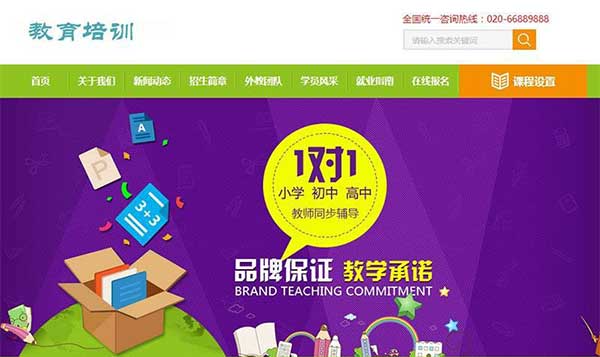 教育培训
全国统一咨询热线：020-66889888
请输入搜索关键词
首页 关于我们 新闻动态 招生简章 外教团队 学员风采 就业指南 在线报名 课程设置
A
P
3+3
1对1
小学 初中 高中
教师同步辅导
品牌保证 教学承诺
BRAND TEACHING COMMITMENT